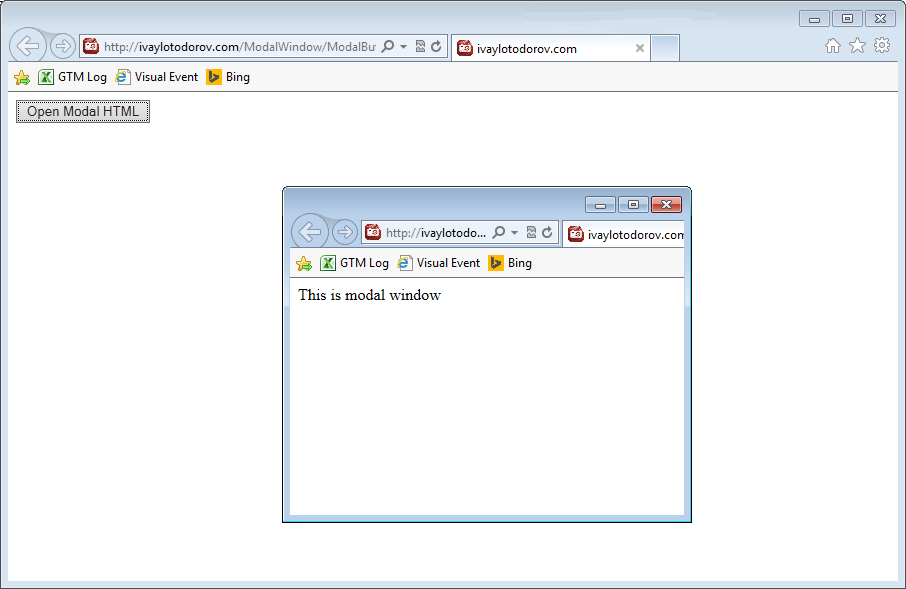 http://ivaylotodorov.com/ModalWindow/ModalBu
ivaylotodorov.com
GTM Log Visual Event Bing
Open Modal HTML
http://ivaylotodo...
ivaylotodorov.com
GTM Log Visual Event Bing
This is modal window